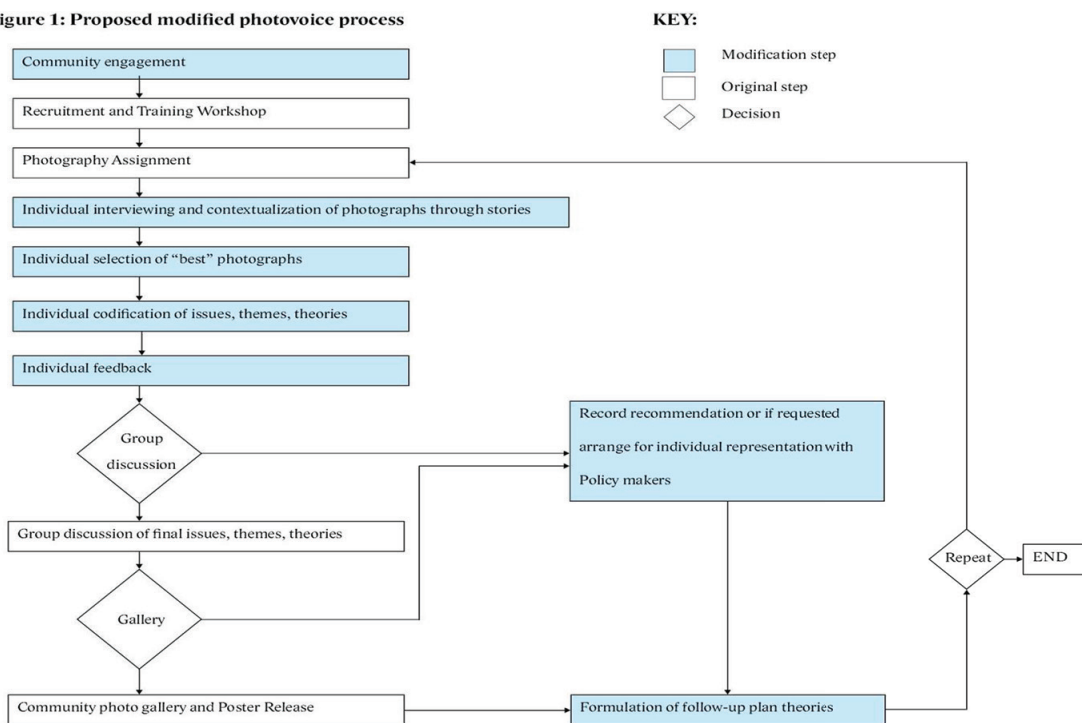 igure 1: Proposed modified photovoice process
KEY:
Modification step
Original step
Decision
Community engagement
Recruitment and Training Workshop
Photography Assignment
Individual interviewing and contextualization of photographs through stories
Individual selection of “best” photographs
Individual codification of issues, themes, theories
Individual feedback
Group
discussion
Record recommendation or if requested
arrange for individual representation with
Policy makers
Group discussion of final issues, themes, theories
Gallery
Repeat
END
Community photo gallery and Poster Release
Formulation of follow-up plan theories